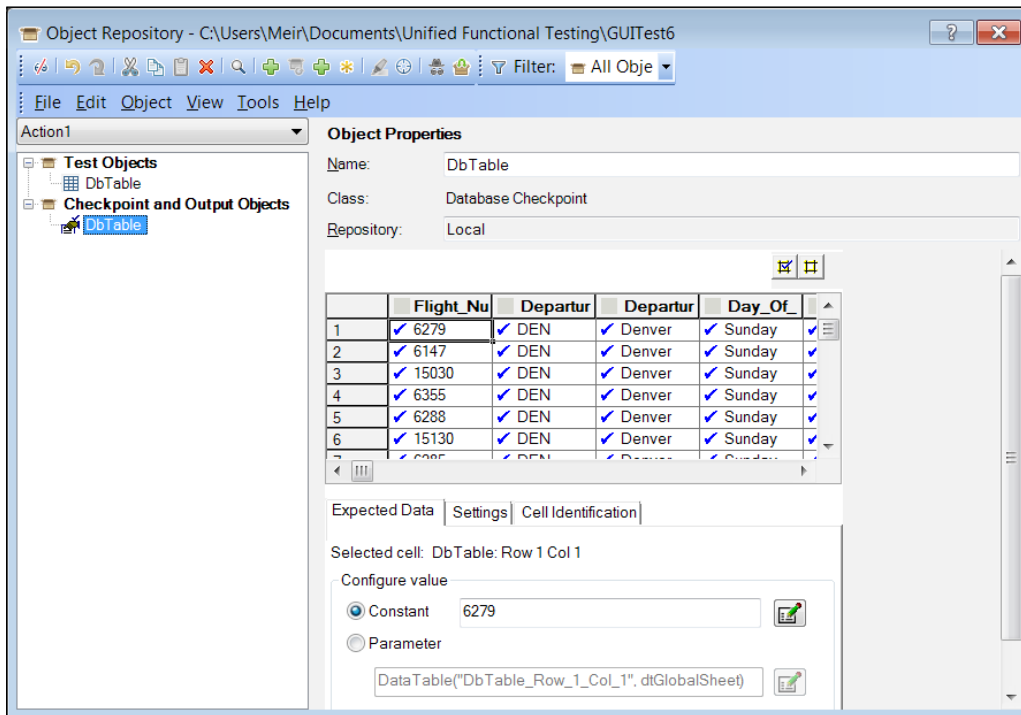 Object Repository - C:\Users\Meir\Documents\Unified Functional Testing\GUITest6
Filter: All Obje
File Edit Object View Tools Help
Action1
Test Objects
DbTable
Checkpoint and Output Objects
DbTable
Object Properties
Name: DbTable
Class: Database Checkpoint
Repository: Local
Flight_Nu Departur Departur Day_Of_
1 6279 DEN Denver Sunday
2 6147 DEN Denver Sunday
3 15030 DEN Denver Sunday
4 6355 DEN Denver Sunday
5 6288 DEN Denver Sunday
6 15130 DEN Denver Sunday
Expected Data Settings Cell Identification
Selected cell: DbTable: Row 1 Col 1
Configure value
Constant 6279
Parameter
DataTable("DbTable_Row_1_Col_1", dtGlobalSheet)